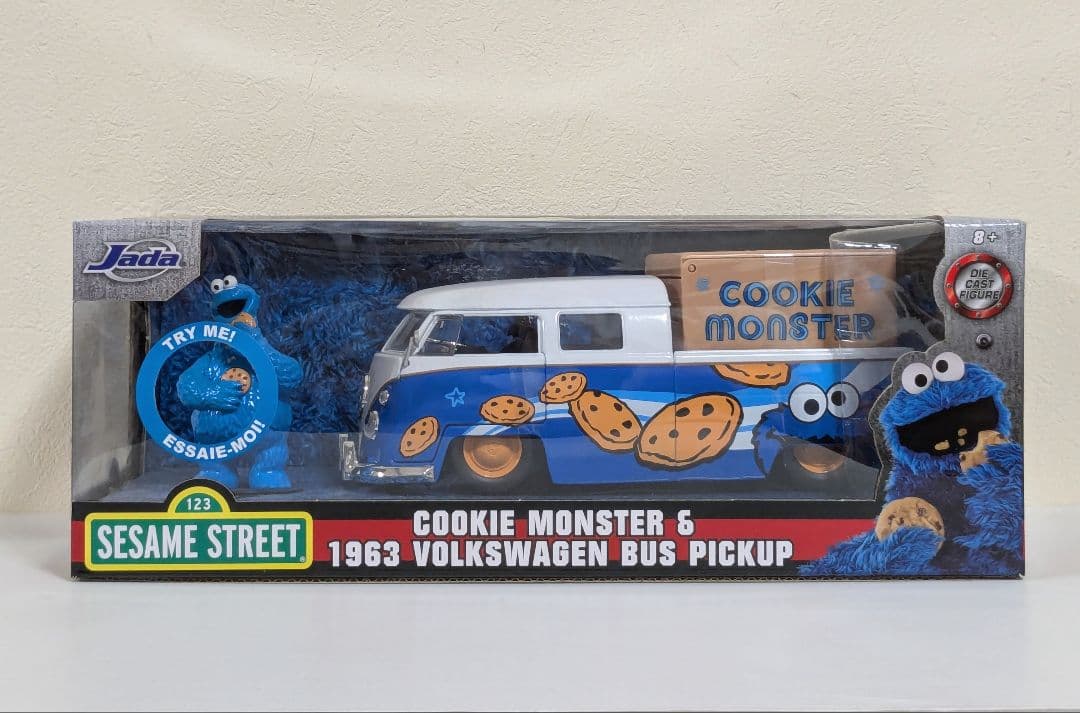 Jada
8+
DIE
CAST
FIGURE
TRY ME!
ESSAIE-MOI!
COOKIE
MONSTER
123
SESAME STREET
COOKIE MONSTER &
1963 VOLKSWAGEN BUS PICKUP